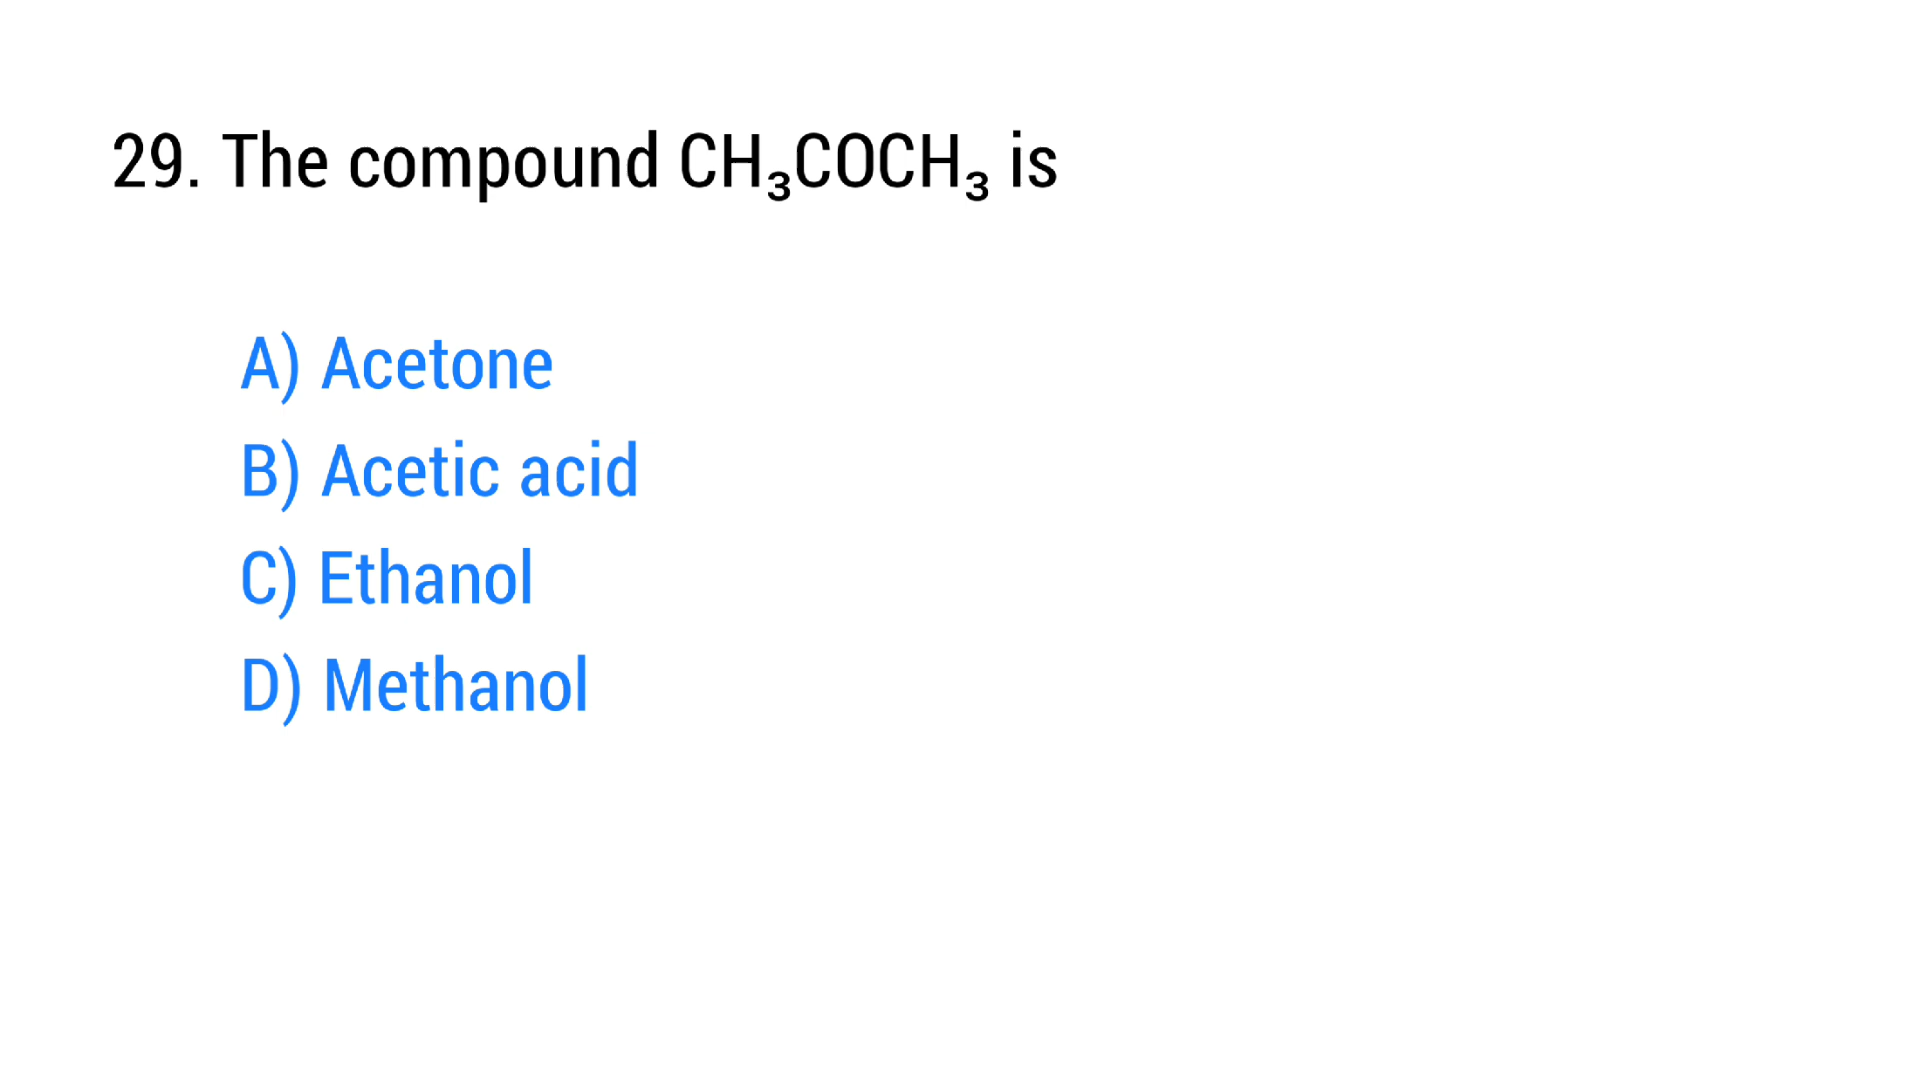 29. The compound CH₃COCH₃ is
A) Acetone
B) Acetic acid
C) Ethanol
D) Methanol